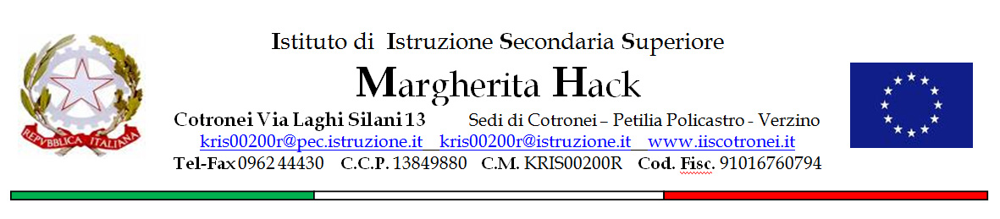 Istituto di Istruzione Secondaria Superiore
Margherita Hack
Cotronei Via Laghi Silani 13 Sedi di Cotronei – Petilia Policastro - Verzino
kris00200r@pec.istruzione.it kris00200r@istruzione.it www.iiscotronei.it
Tel-Fax 0962 44430 C.C.P. 13849880 C.M. KRIS00200R Cod. Fisc. 91016760794
REPVBBLICA ITALIANA